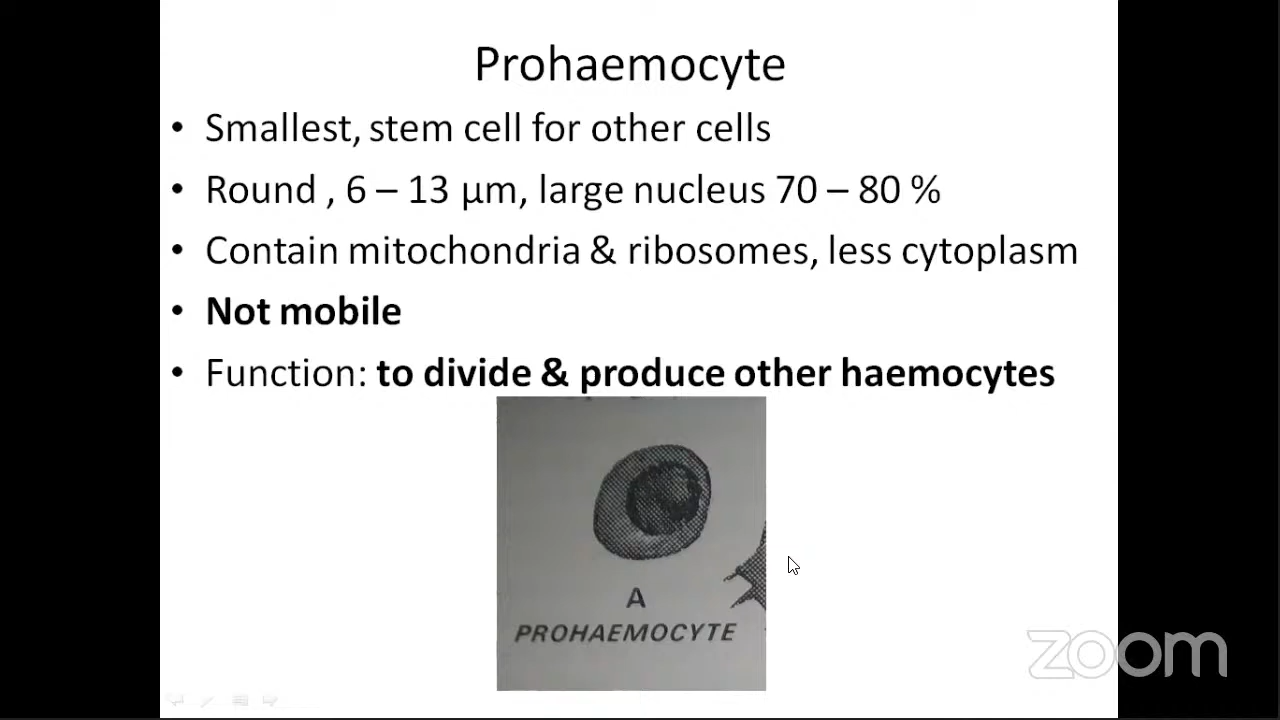 Prohaemocyte
• Smallest, stem cell for other cells
• Round , 6 – 13 µm, large nucleus 70 – 80 %
• Contain mitochondria & ribosomes, less cytoplasm
• Not mobile
• Function: to divide & produce other haemocytes
A
PROHAEMOCYTE
zoom